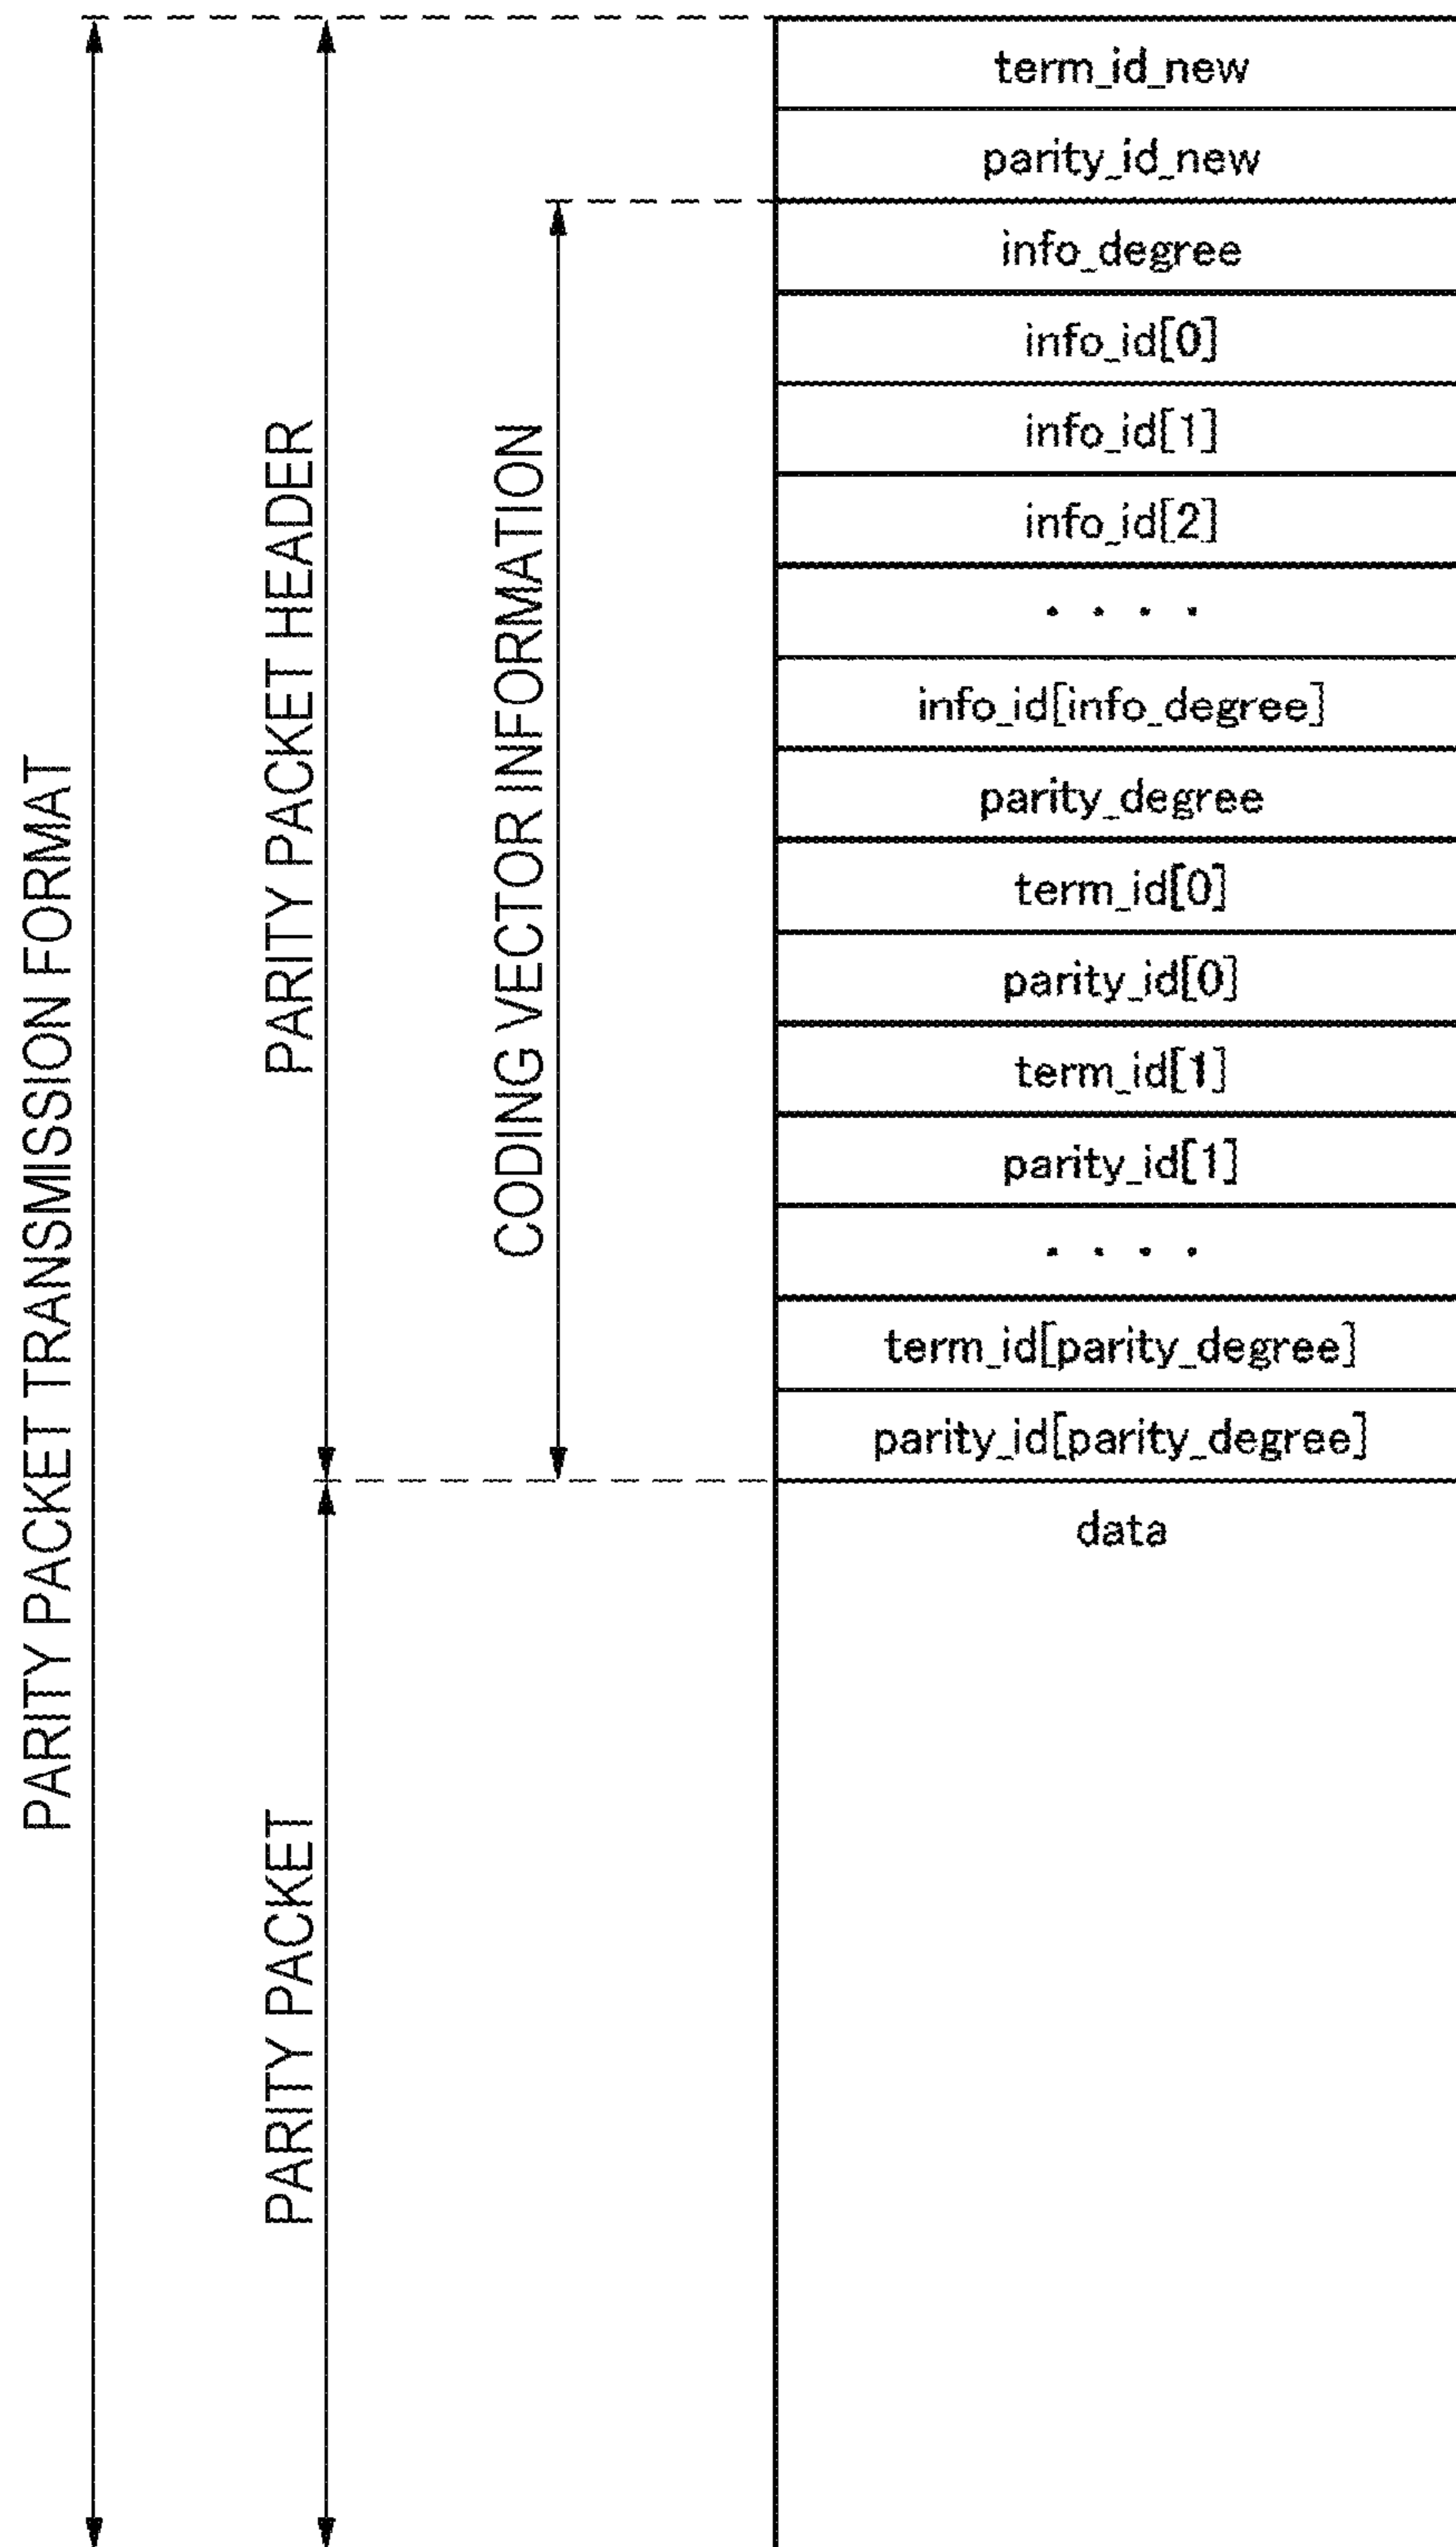 PARITY PACKET TRANSMISSION FORMAT
PARITY PACKET HEADER
PARITY PACKET
CODING VECTOR INFORMATION
term_id_new
parity_id_new
info_degree
info_id[0]
info_id[1]
info_id[2]
. . . .
info_id[info_degree]
parity_degree
term_id[0]
parity_id[0]
term_id[1]
parity_id[1]
. . . .
term_id[parity_degree]
parity_id[parity_degree]
data